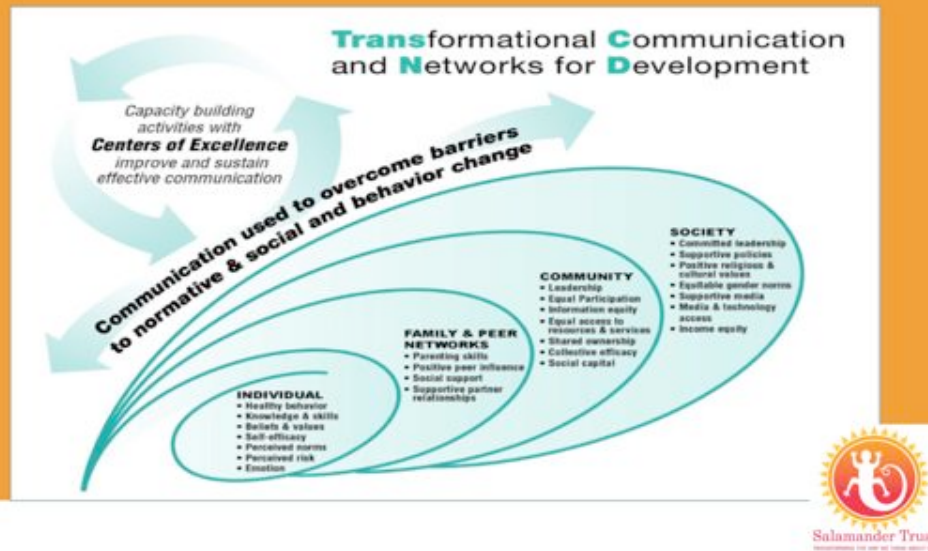 Transformational Communication
and Networks for Development
Capacity building
activities with
Centers of Excellence
improve and sustain
effective communication
Communication used to overcome barriers
to normative & social and behavior change
INDIVIDUAL
• Healthy behavior
• Knowledge & skills
• Beliefs & values
• Self-efficacy
• Perceived norms
• Perceived risk
• Emotion
FAMILY & PEER
NETWORKS
• Parenting skills
• Positive peer influence
• Social support
• Supportive partner
relationships
COMMUNITY
• Leadership
• Equal Participation
• Information equity
• Equal access to
resources & services
• Shared ownership
• Collective efficacy
• Social capital
SOCIETY
• Committed leadership
• Supportive policies
• Positive religious &
cultural values
• Equitable gender norms
• Supportive media
• Media & technology
access
• Income equity
Salamander Trus